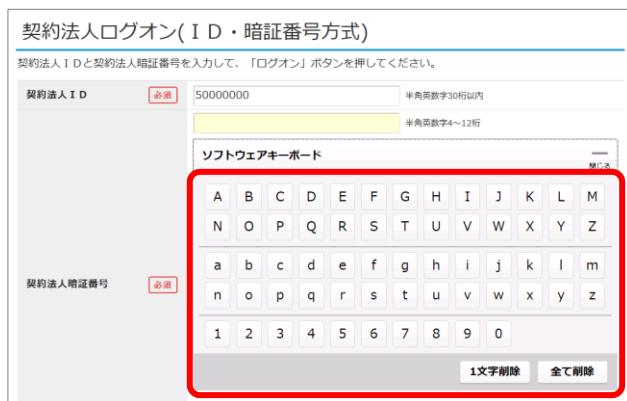 契約法人ログオン(ＩＤ・暗証番号方式)
契約法人ＩＤと契約法人暗証番号を入力して、「ログオン」ボタンを押してください。
契約法人ＩＤ 必須 50000000 半角英数字30桁以内
半角英数字4～12桁
ソフトウェアキーボード 閉じる
A B C D E F G H I J K L M
N O P Q R S T U V W X Y Z
a b c d e f g h i j k l m
契約法人暗証番号 必須
n o p q r s t u v w x y z
1 2 3 4 5 6 7 8 9 0
1文字削除 全て削除